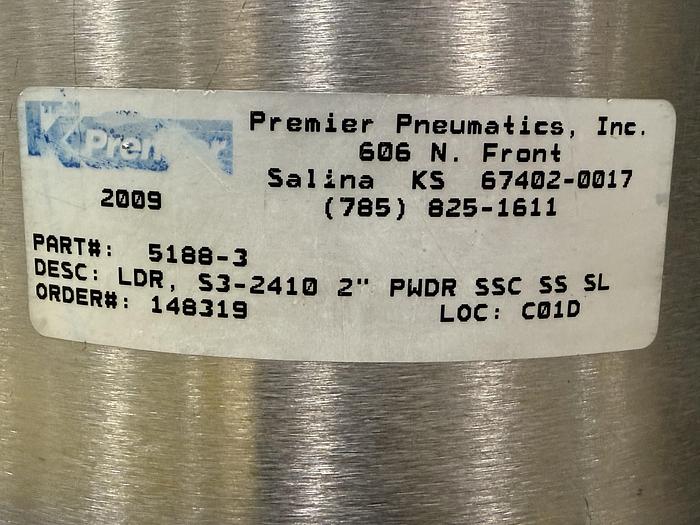 Premier Pneumatics, Inc.
606 N. Front
Salina KS 67402-0017
(785) 825-1611
2009
PART#: 5188-3
DESC: LDR, S3-2410 2" PWDR SSC SS SL
ORDER#: 148319
LOC: C01D